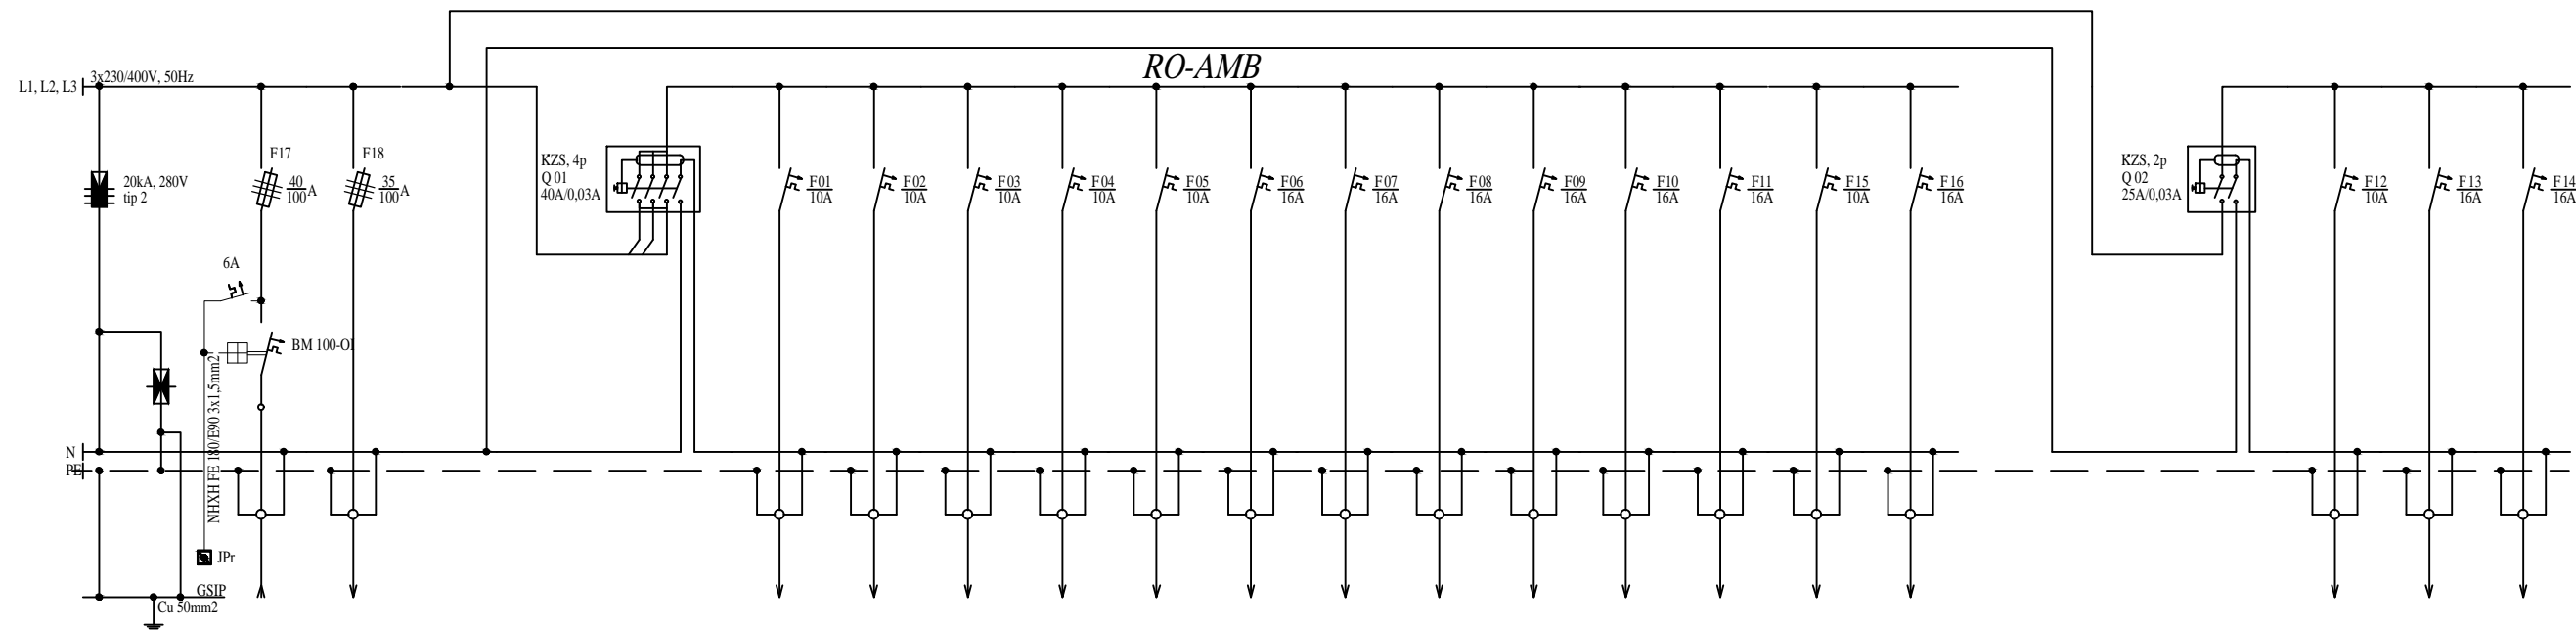 RO-AMB
L1, L2, L3
3x230/400V, 50Hz
20kA, 280V
tip 2
F17
40
100 A
F18
35
100 A
6A
BM 100-OI
NHXH FE 180/E90 3x1,5mm2
KZS, 4p
Q 01
40A/0,03A
F01
10A
F02
10A
F03
10A
F04
10A
F05
10A
F06
16A
F07
16A
F08
16A
F09
16A
F10
16A
F11
16A
F15
10A
F16
16A
KZS, 2p
Q 02
25A/0,03A
F12
10A
F13
16A
F14
16A
N
PE
JPr
GSIP
Cu 50mm2